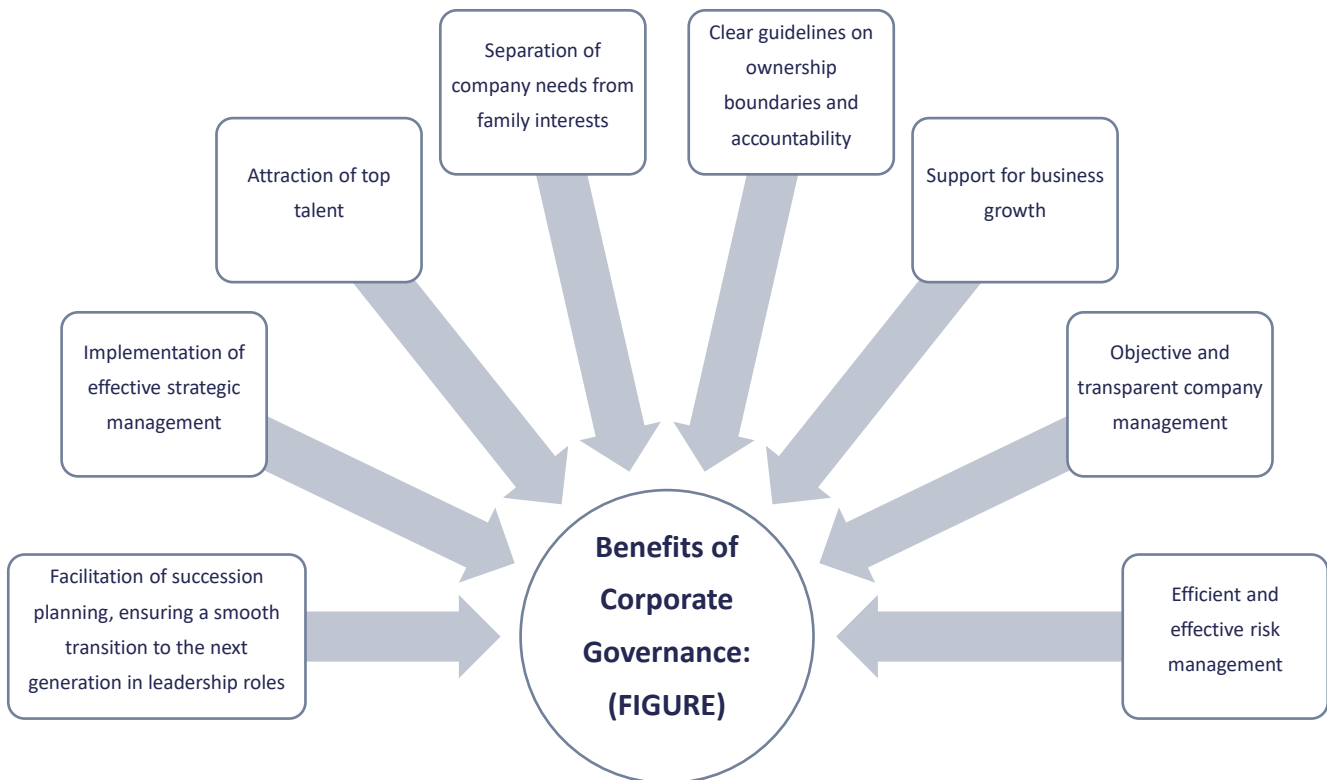 Separation of
company needs from
family interests
Clear guidelines on
ownership
boundaries and
accountability
Attraction of top
talent
Support for business
growth
Implementation of
effective strategic
management
Objective and
transparent company
management
Facilitation of succession
planning, ensuring a smooth
transition to the next
generation in leadership roles
Benefits of
Corporate
Governance:
(FIGURE)
Efficient and
effective risk
management